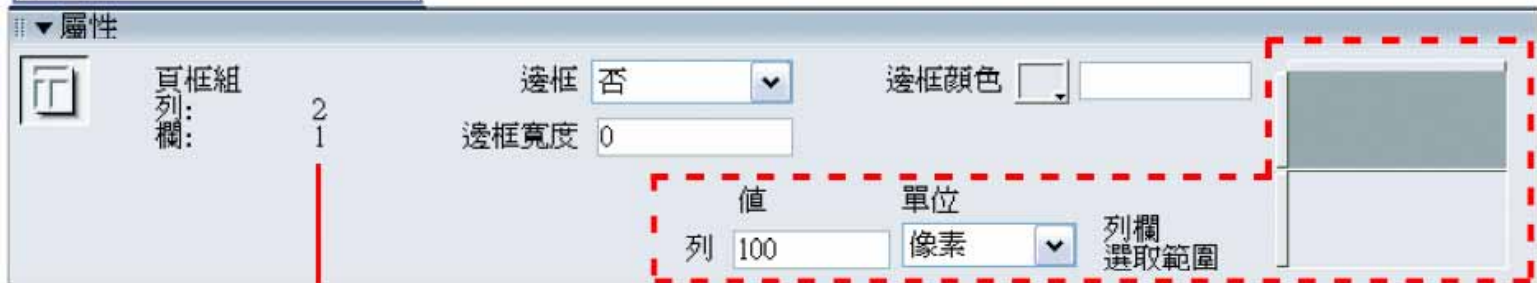 屬性
頁框組
列: 2
欄: 1
邊框 否
邊框顏色
邊框寬度 0
值 單位
列 100 像素
列欄
選取範圍